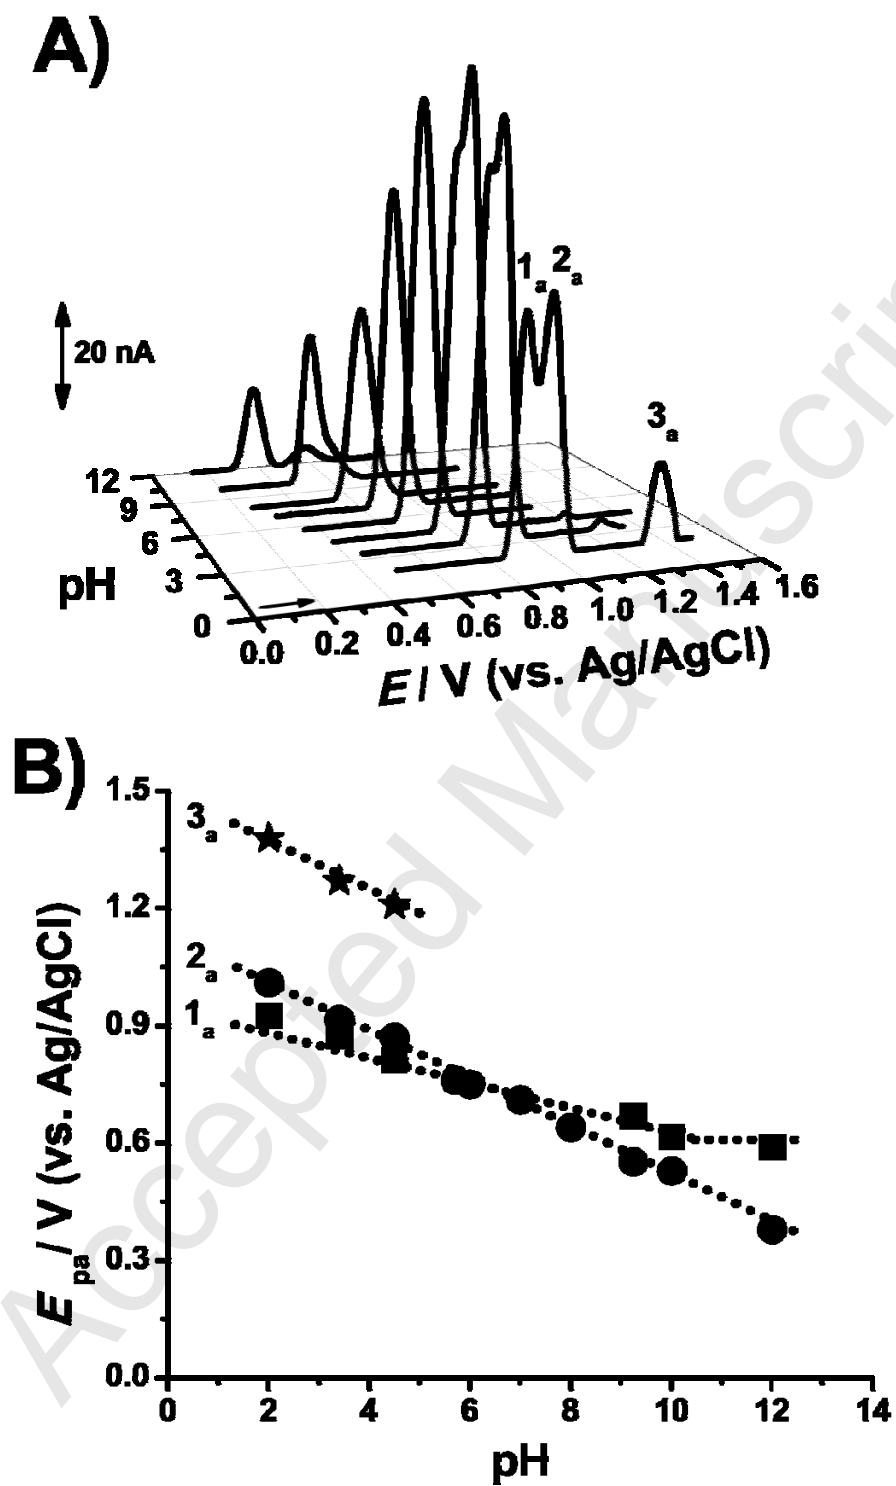 A)
1a 2a
20 nA
3a
12
9
6
3
0
pH
0.0 0.2 0.4 0.6 0.8 1.0 1.2 1.4 1.6
E / V (vs. Ag/AgCl)
B)
1.5
1.2
0.9
0.6
0.3
0.0
3a
2a
1a
E pa / V (vs. Ag/AgCl)
0 2 4 6 8 10 12 14
pH
Accepted Manuscrip